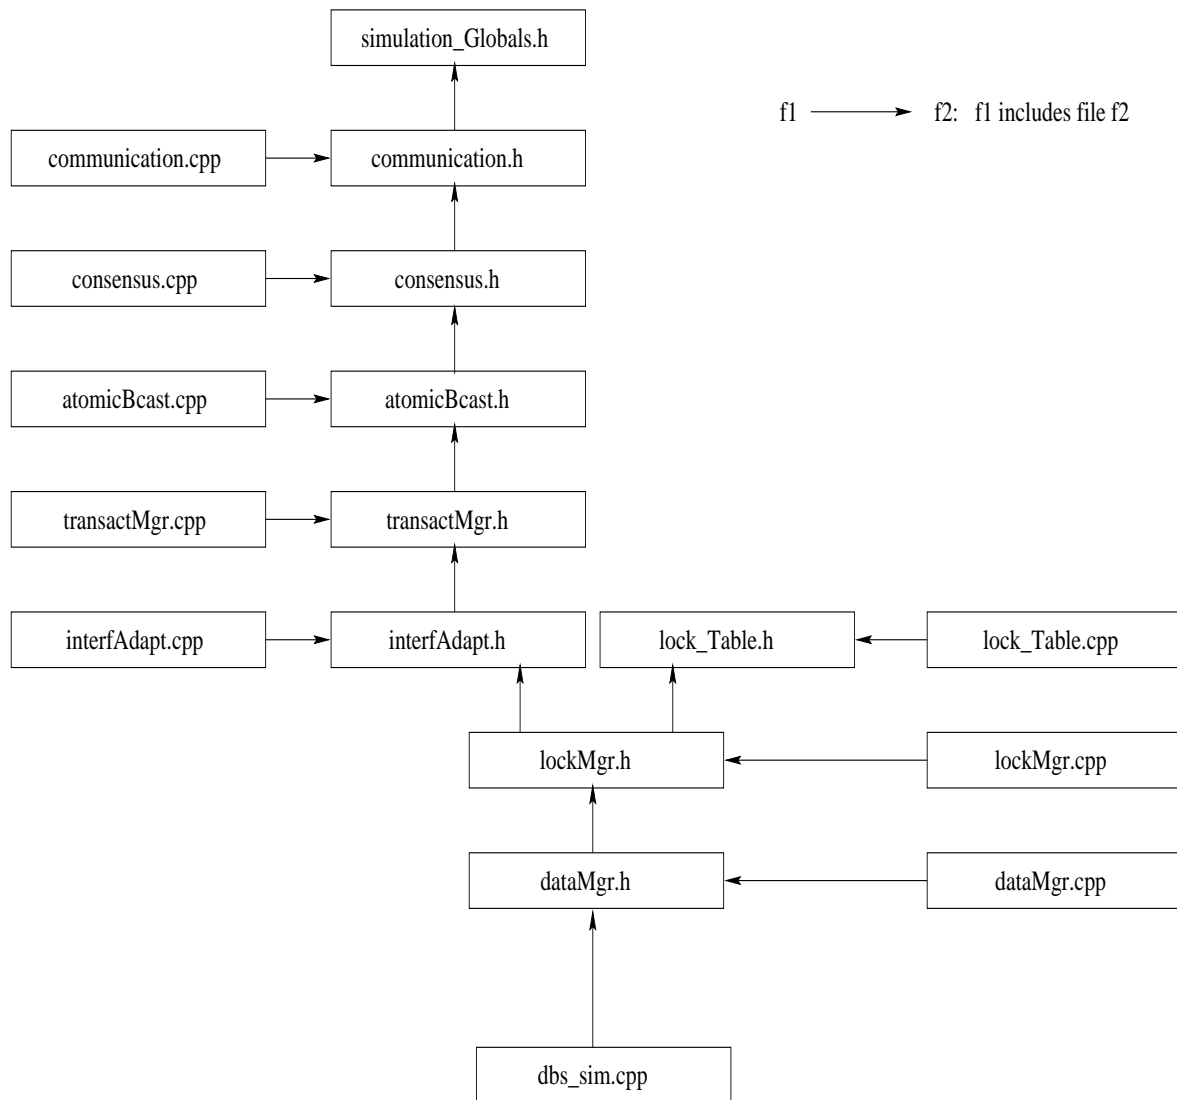 simulation_Globals.h
f1 f2: f1 includes file f2
communication.cpp communication.h
consensus.cpp consensus.h
atomicBcast.cpp atomicBcast.h
transactMgr.cpp transactMgr.h
interfAdapt.cpp interfAdapt.h lock_Table.h lock_Table.cpp
lockMgr.h lockMgr.cpp
dataMgr.h dataMgr.cpp
dbs_sim.cpp